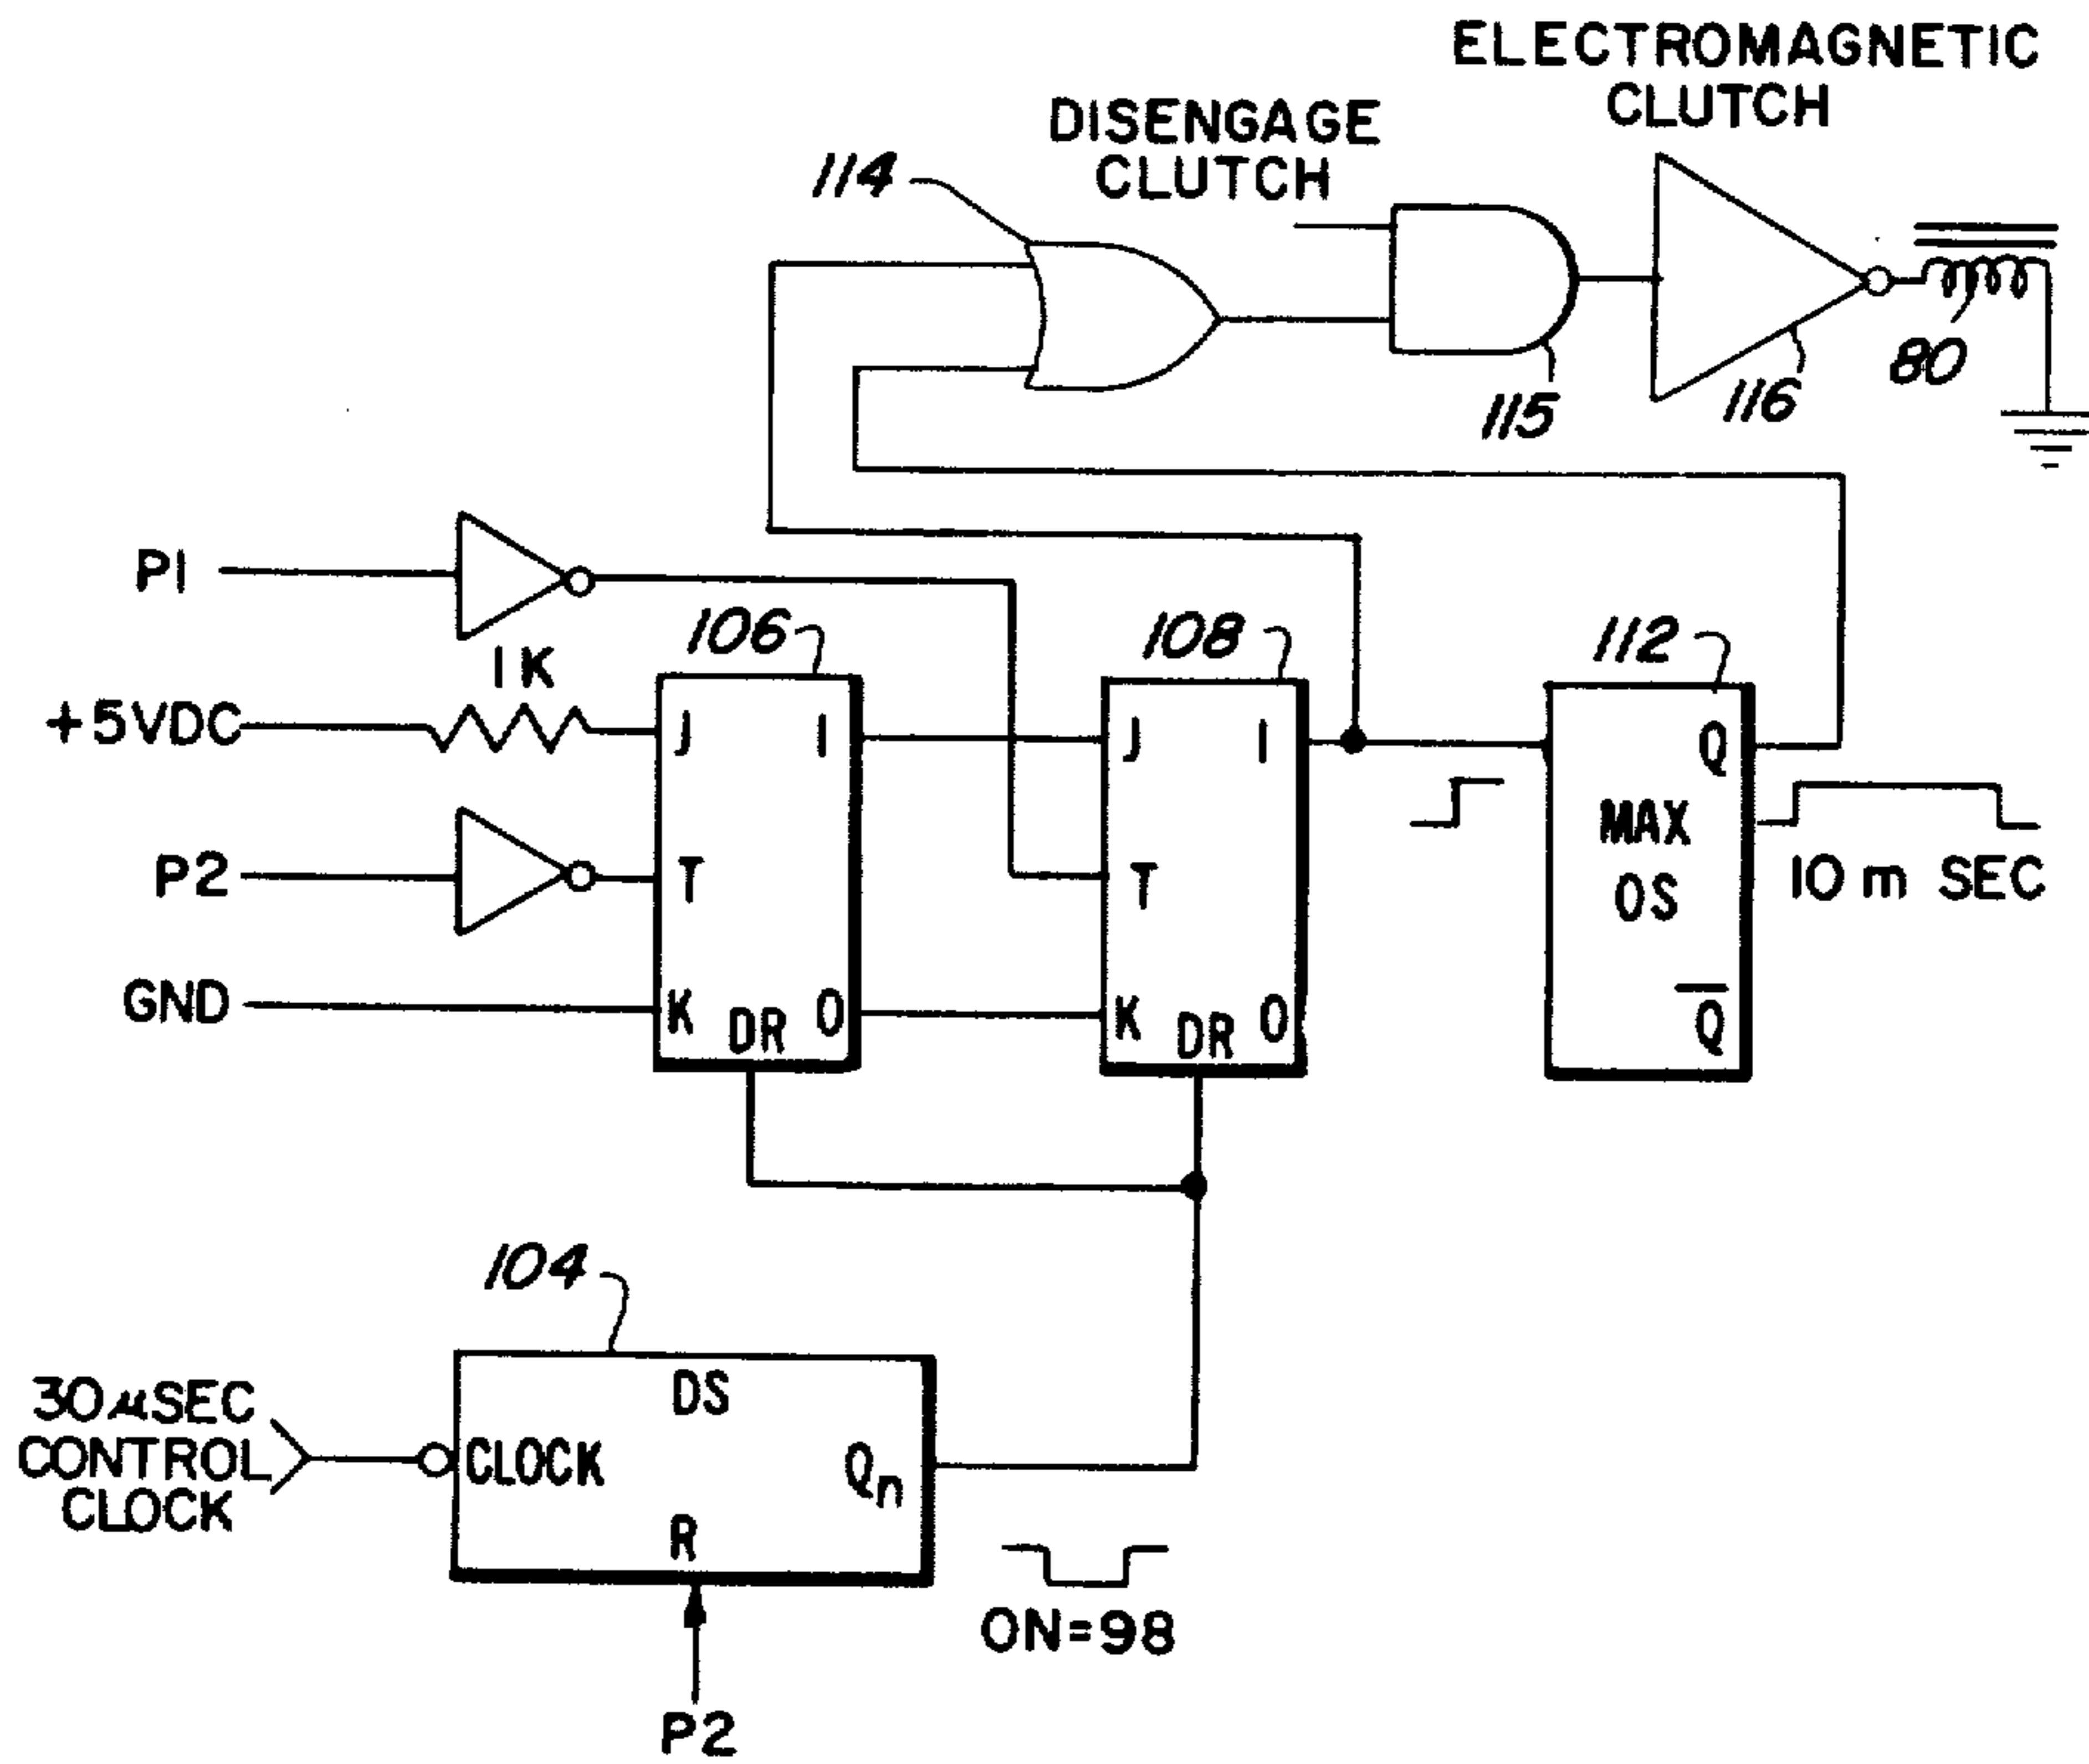 ELECTROMAGNETIC
CLUTCH
DISENGAGE
CLUTCH
114
115
116
80
P1
1K
106
108
112
+5VDC
J
1
J
1
Q
P2
T
T
MAX
OS
10 m SEC
GND
K
DR
0
K
DR
0
Q̅
104
30 μSEC
CONTROL
CLOCK
DS
CLOCK
Qn
R
ON=98
P2